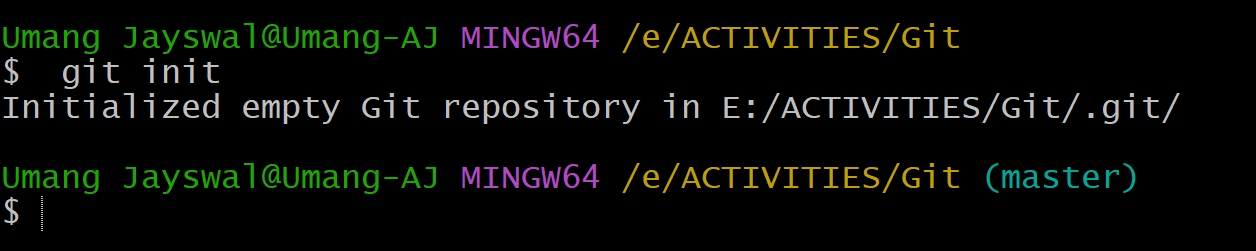 Umang Jayswal@Umang-AJ MINGW64 /e/ACTIVITIES/Git
$  git init
Initialized empty Git repository in E:/ACTIVITIES/Git/.git/
Umang Jayswal@Umang-AJ MINGW64 /e/ACTIVITIES/Git (master)
$